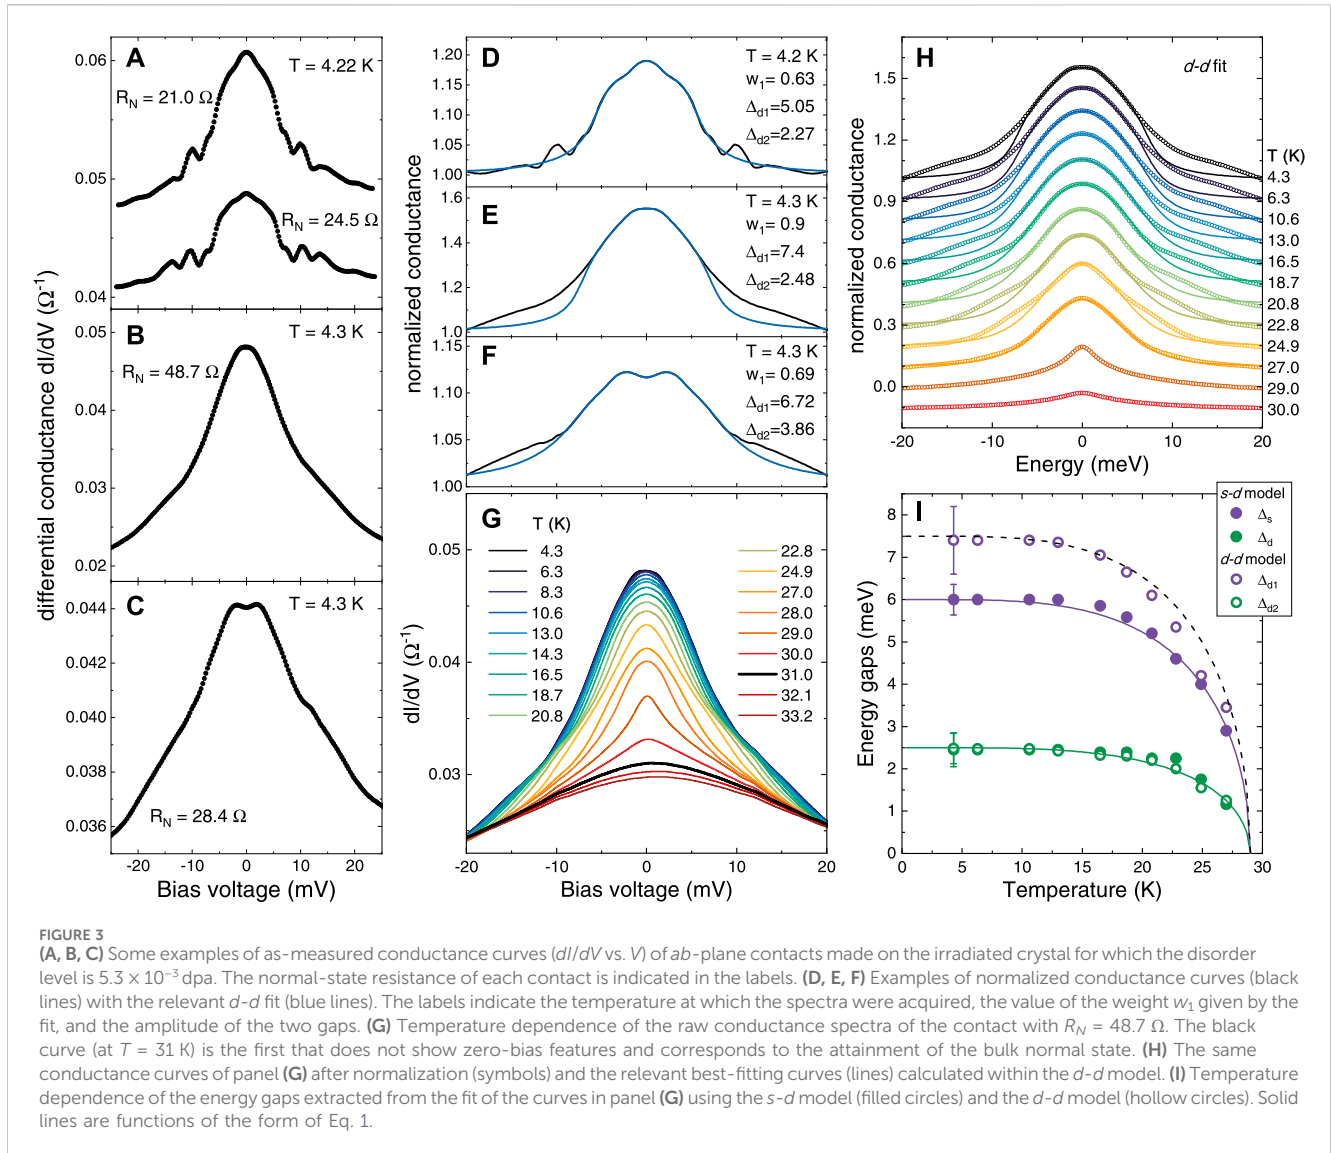 A
T = 4.22 K
R_N = 21.0 Ω
R_N = 24.5 Ω
0.06
0.05
0.04
B
T = 4.3 K
R_N = 48.7 Ω
0.05
0.04
0.03
0.02
C
T = 4.3 K
R_N = 28.4 Ω
0.044
0.042
0.040
0.038
0.036
-20 -10 0 10 20
Bias voltage (mV)
differential conductance dI/dV (Ω⁻¹)
D
T = 4.2 K
w₁ = 0.63
Δ_d1=5.05
Δ_d2=2.27
1.20
1.15
1.10
1.05
1.00
E
T = 4.3 K
w₁ = 0.9
Δ_d1=7.4
Δ_d2=2.48
1.6
1.4
1.2
1.0
F
T = 4.3 K
w₁ = 0.69
Δ_d1=6.72
Δ_d2=3.86
1.15
1.10
1.05
1.00
normalized conductance
G
T (K)
4.3
6.3
8.3
10.6
13.0
14.3
16.5
18.7
20.8
22.8
24.9
27.0
28.0
29.0
30.0
31.0
32.1
33.2
0.05
0.04
0.03
dI/dV (Ω⁻¹)
-20 -10 0 10 20
Bias voltage (mV)
H
d-d fit
T (K)
4.3
6.3
10.6
13.0
16.5
18.7
20.8
22.8
24.9
27.0
29.0
30.0
1.5
1.2
0.9
0.6
0.3
0.0
normalized conductance
-20 -10 0 10 20
Energy (meV)
I
s-d model
Δ_s
Δ_d
d-d model
Δ_d1
Δ_d2
8
6
4
2
0
Energy gaps (meV)
0 5 10 15 20 25 30
Temperature (K)
FIGURE 3
(A, B, C) Some examples of as-measured conductance curves (dI/dV vs. V) of ab-plane contacts made on the irradiated crystal for which the disorder
level is 5.3 × 10⁻³ dpa. The normal-state resistance of each contact is indicated in the labels. (D, E, F) Examples of normalized conductance curves (black
lines) with the relevant d-d fit (blue lines). The labels indicate the temperature at which the spectra were acquired, the value of the weight w₁ given by the
fit, and the amplitude of the two gaps. (G) Temperature dependence of the raw conductance spectra of the contact with R_N = 48.7 Ω. The black
curve (at T = 31 K) is the first that does not show zero-bias features and corresponds to the attainment of the bulk normal state. (H) The same
conductance curves of panel (G) after normalization (symbols) and the relevant best-fitting curves (lines) calculated within the d-d model. (I) Temperature
dependence of the energy gaps extracted from the fit of the curves in panel (G) using the s-d model (filled circles) and the d-d model (hollow circles). Solid
lines are functions of the form of Eq. 1.